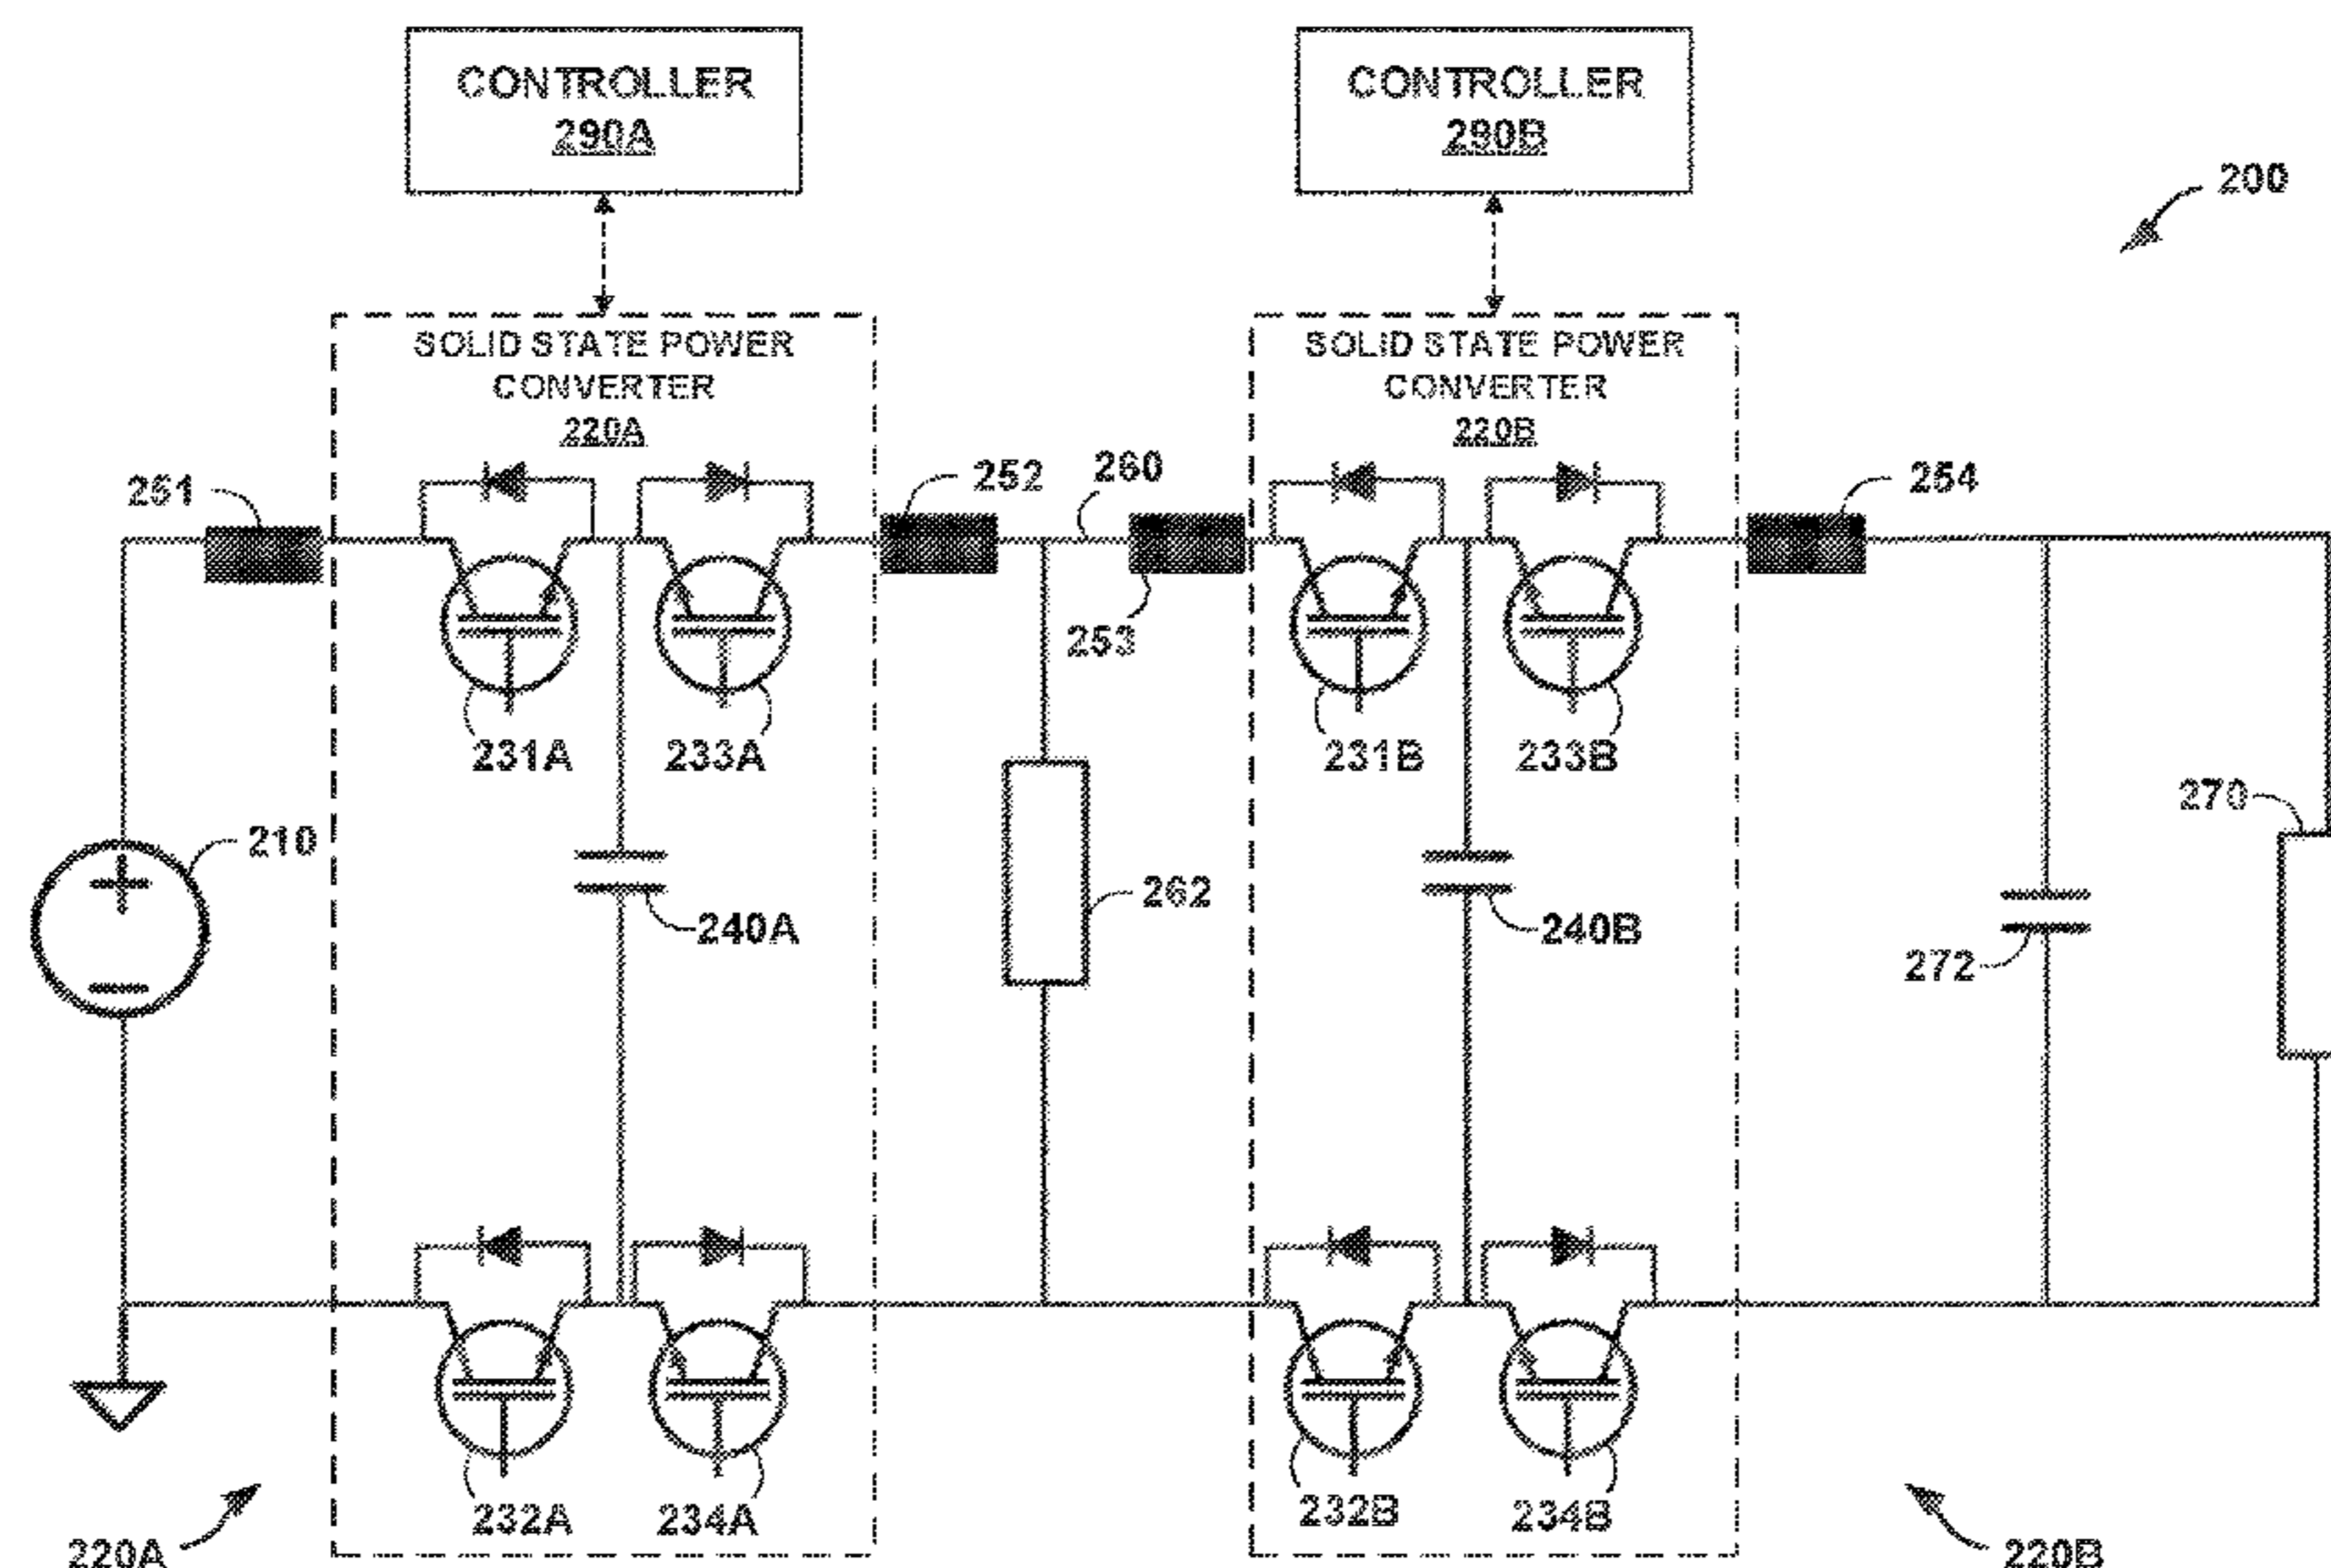 CONTROLLER
290A
CONTROLLER
290B
200
SOLID STATE POWER
CONVERTER
220A
SOLID STATE POWER
CONVERTER
220B
251
252
260
254
253
231A
233A
231B
233B
270
210
262
240A
240B
272
232A
234A
232B
234B
220A
220B